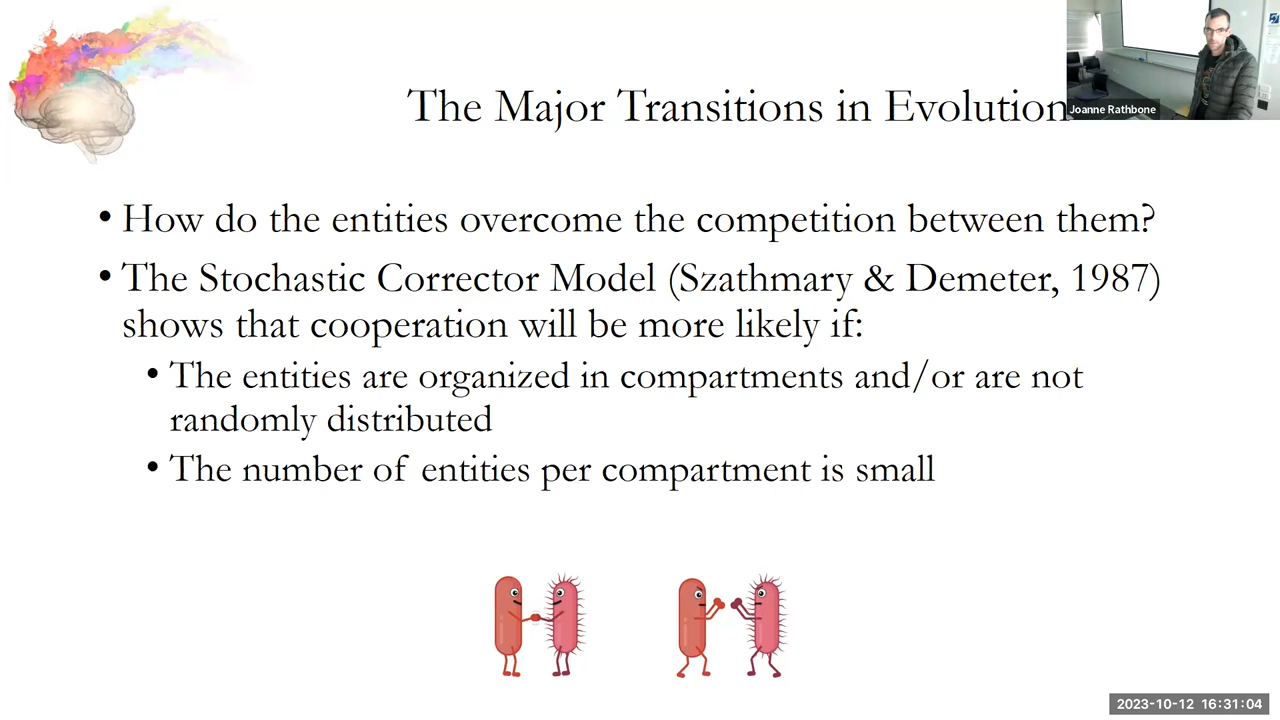 The Major Transitions in Evolution
Joanne Rathbone
• How do the entities overcome the competition between them?
• The Stochastic Corrector Model (Szathmary & Demeter, 1987)
shows that cooperation will be more likely if:
• The entities are organized in compartments and/or are not
randomly distributed
• The number of entities per compartment is small
2023-10-12 16:31:04